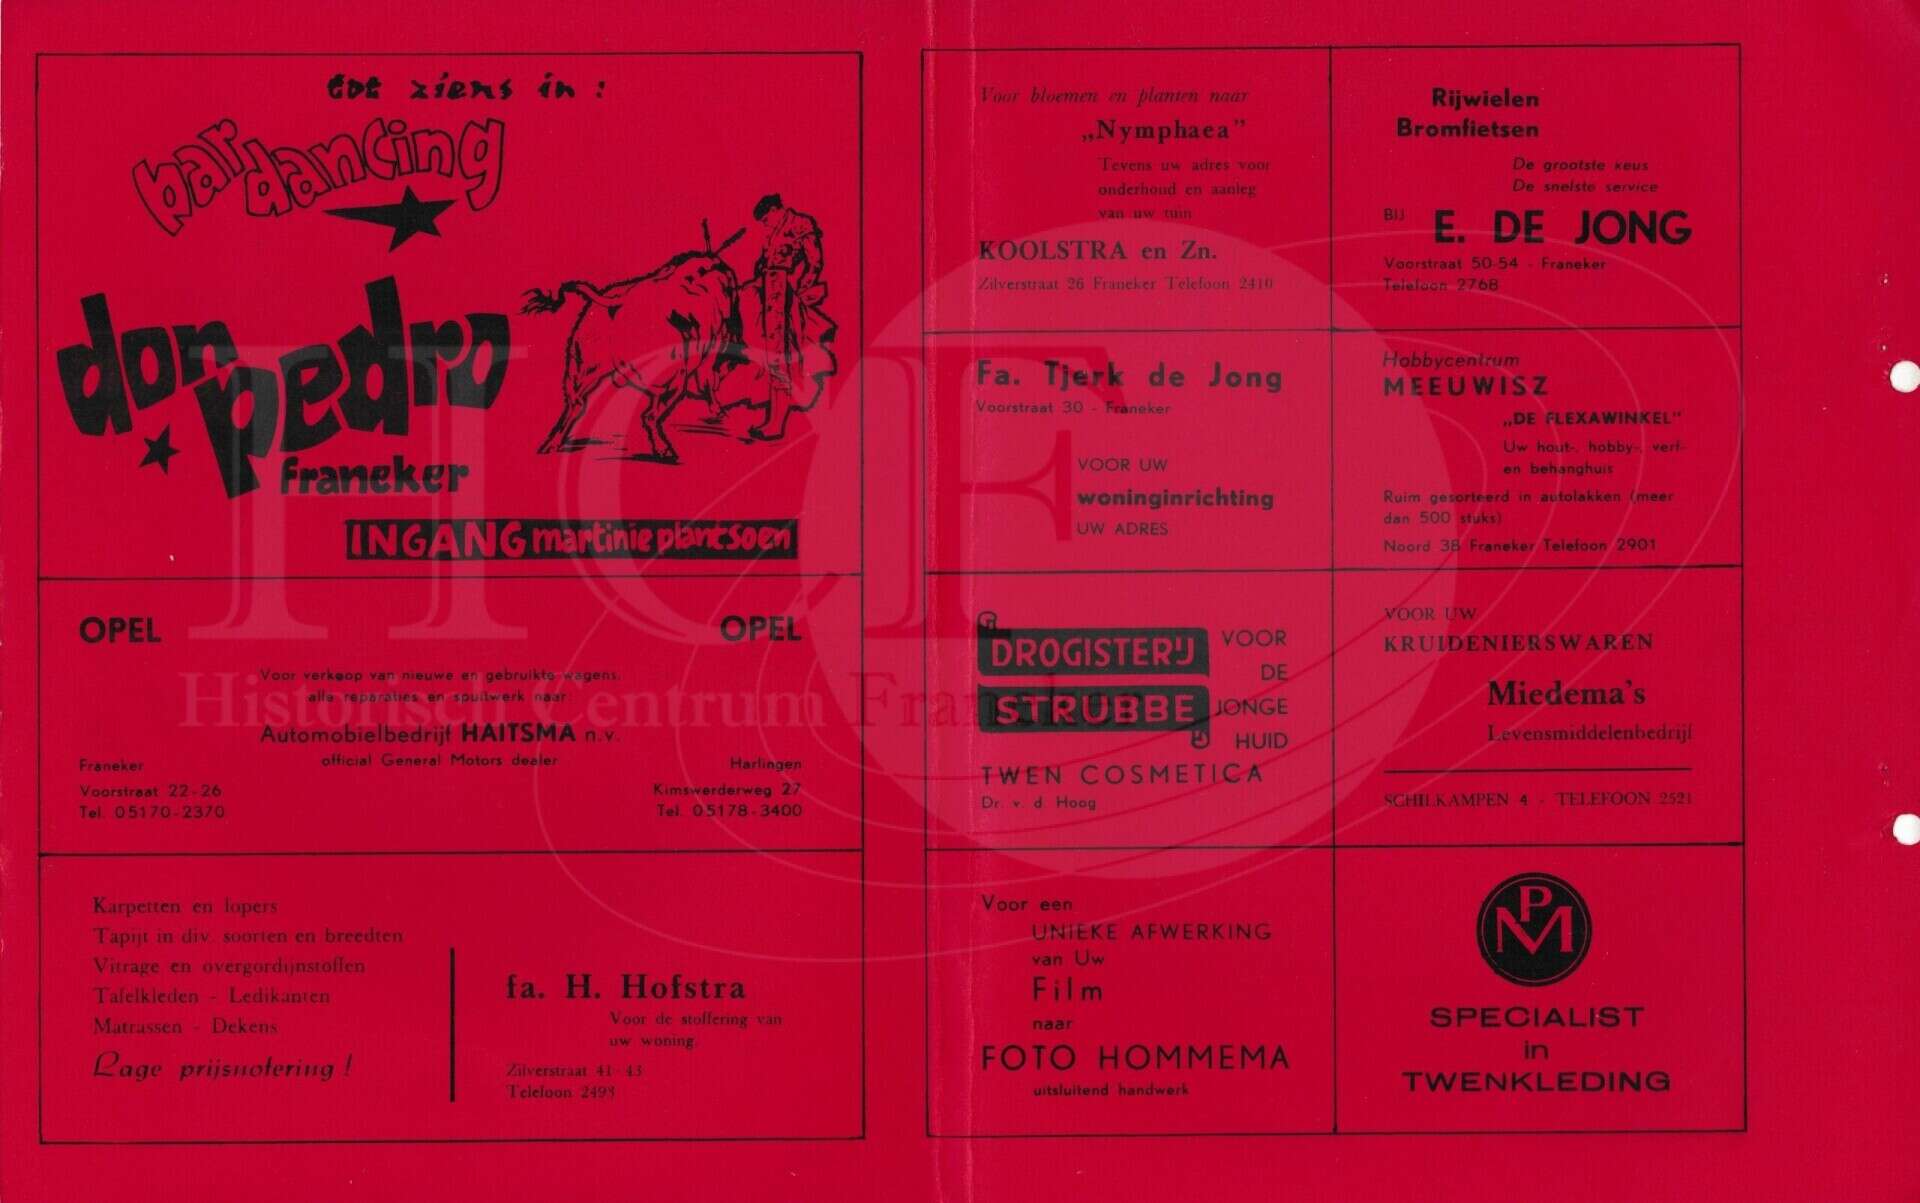 tot ziens in:
bar dancing
don pedro
franeker
INGANG martinie plantsoen
OPEL OPEL
Voor verkoop van nieuwe en gebruikte wagens,
alle reparaties en spuitwerk naar
Automobielbedrijf HAITSMA n.v.
official General Motors dealer
Franeker
Voorstraat 22-26
Tel. 05170-2370
Harlingen
Kimswerderweg 27
Tel. 05178-3400
Karpetten en lopers
Tapijt in div. soorten en breedten
Vitrage en overgordijnstoffen
Tafelkleden - Ledikanten
Matrassen - Dekens
Lage prijsnotering!
fa. H. Hofstra
Voor de stoffering van
uw woning.
Zilverstraat 41-43
Telefoon 2493
Voor bloemen en planten naar
„Nymphaea”
Tevens uw adres voor
onderhoud en aanleg
van uw tuin
KOOLSTRA en Zn.
Zilverstraat 26 Franeker Telefoon 2410
Rijwielen
Bromfietsen
De grootste keus
De snelste service
BIJ E. DE JONG
Voorstraat 50-54 - Franeker
Telefoon 2768
Fa. Tjerk de Jong
Voorstraat 30 - Franeker
VOOR UW
woninginrichting
UW ADRES
Hobbycentrum
MEEUWISZ
„DE FLEXAWINKEL”
Uw hout-, hobby-, verf-
en behanghuis
Ruim gesorteerd in autolakken (meer
dan 500 stuks)
Noord 38 Franeker Telefoon 2901
DROGISTERIJ
STRUBBE
VOOR
DE
JONGE
HUID
TWEN COSMETICA
Dr. v. d. Hoog
VOOR UW
KRUIDENIERSWAREN
Miedema's
Levensmiddelenbedrijf
SCHILKAMPEN 4 - TELEFOON 2521
Voor een
UNIEKE AFWERKING
van Uw
Film
naar
FOTO HOMMEMA
uitsluitend handwerk
PM
SPECIALIST
in
TWENKLEDING
HCF
Historisch Centrum Franeker